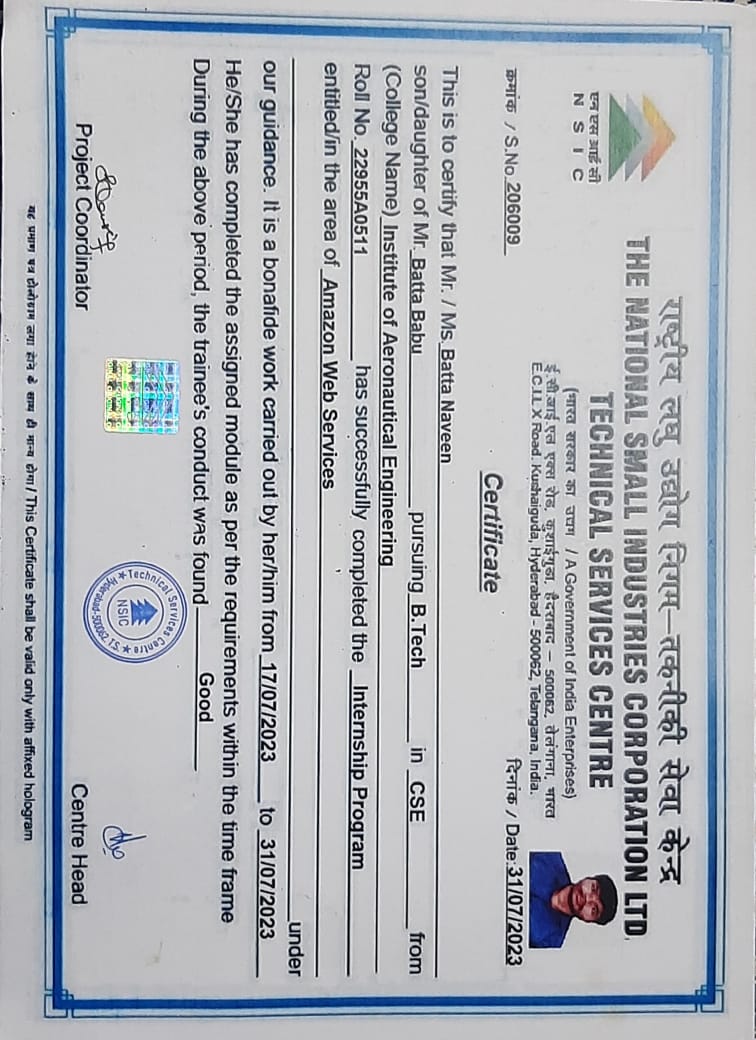 राष्ट्रीय लघु उद्योग निगम—तकनीकी सेवा केन्द्र
THE NATIONAL SMALL INDUSTRIES CORPORATION LTD.
TECHNICAL SERVICES CENTRE
एन एस आई सी
N S I C
(भारत सरकार का उद्यम / A Government of India Enterprises)
ई.सी.आई.एल एक्स रोड, कुशाईगुडा, हैदराबाद – 500062, तेलंगाना, भारत
E.C.I.L X Road. Kushaiguda, Hyderabad - 500062, Telangana, India.
क्रमांक / S.No. 206009 दिनांक / Date: 31/07/2023
Certificate
This is to certify that Mr. / Ms. Batta Naveen
son/daughter of Mr. Batta Babu pursuing B.Tech in CSE from
(College Name) Institute of Aeronautical Engineering
Roll No. 22955A0511 has successfully completed the Internship Program
entitled/in the area of Amazon Web Services
under
our guidance. It is a bonafide work carried out by her/him from 17/07/2023 to 31/07/2023
He/She has completed the assigned module as per the requirements within the time frame
During the above period, the trainee's conduct was found Good
Technical Services Centre
NSIC
Hyderabad-500062. T.S.
Project Coordinator
Centre Head
यह प्रमाण पत्र होलोग्राम लगा होने के साथ ही मान्य होगा / This Certificate shall be valid only with affixed hologram